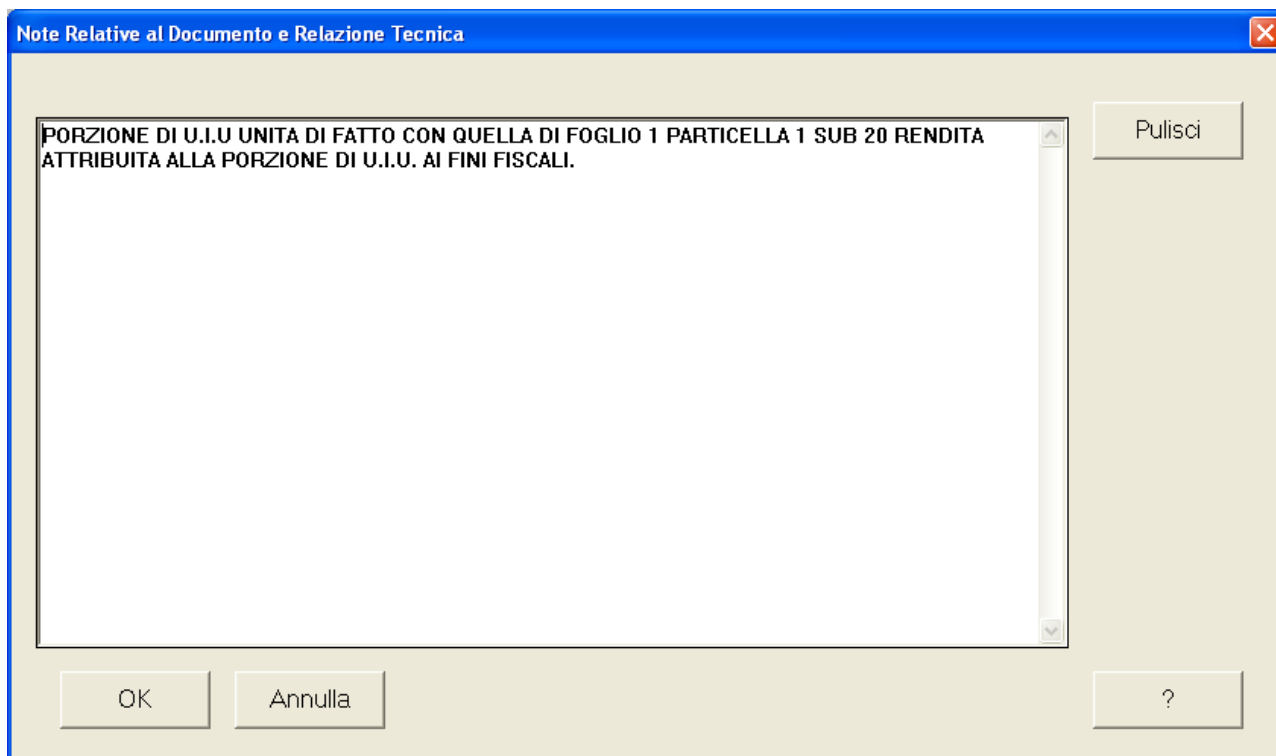 Note Relative al Documento e Relazione Tecnica
PORZIONE DI U.I.U UNITA DI FATTO CON QUELLA DI FOGLIO 1 PARTICELLA 1 SUB 20 RENDITA
ATTRIBUITA ALLA PORZIONE DI U.I.U. AI FINI FISCALI.
Pulisci
OK
Annulla
?